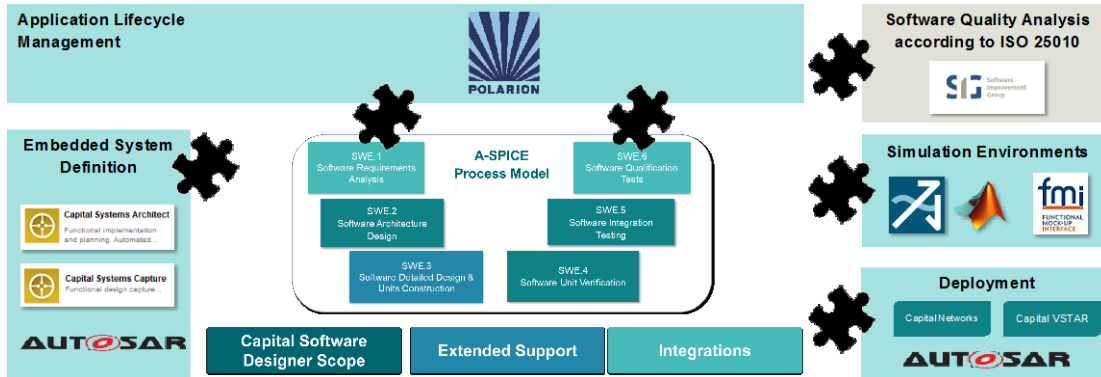 Application Lifecycle
Management
POLARION
Software Quality Analysis
according to ISO 25010
SIG
Software
Improvement
Group
Embedded System
Definition
Capital Systems Architect
Functional implementation
and planning. Automated...
Capital Systems Capture
Functional design capture...
AUTOSAR
A-SPICE
Process Model
SWE.1
Software Requirements
Analysis
SWE.6
Software Qualification
Tests
SWE.2
Software Architecture
Design
SWE.5
Software Integration
Testing
SWE.3
Software Detailed Design &
Units Construction
SWE.4
Software Unit Verification
Capital Software
Designer Scope
Extended Support
Integrations
Simulation Environments
fmi
FUNCTIONAL
MOCK-UP
INTERFACE
Deployment
Capital Networks
Capital VSTAR
AUTOSAR